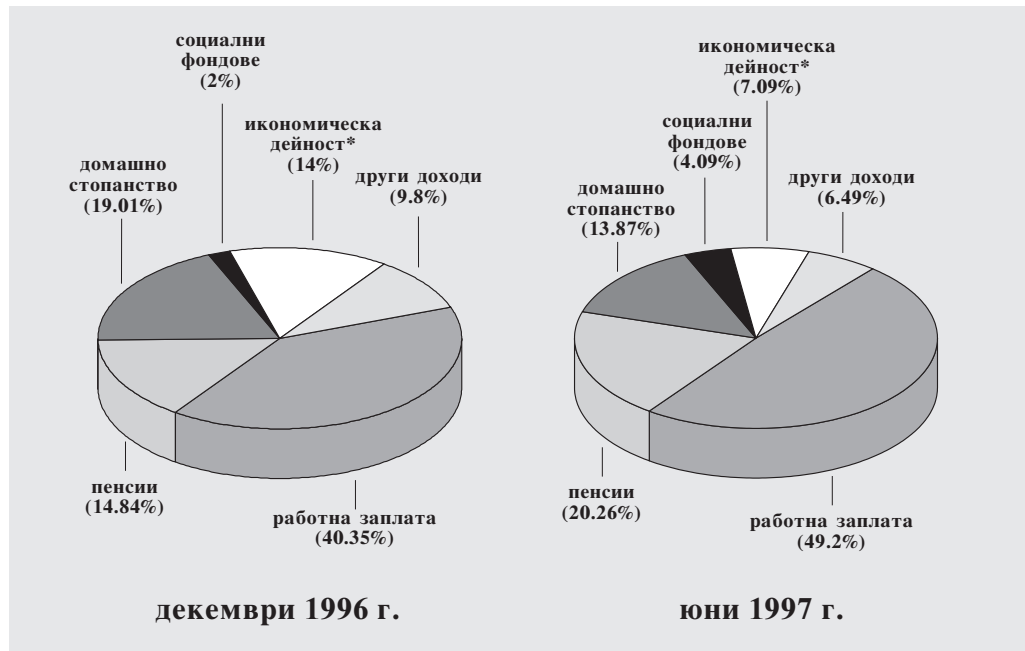 социални
фондове
(2%)
икономическа
дейност*
(14%)
други доходи
(9.8%)
домашно
стопанство
(19.01%)
пенсии
(14.84%)
работна заплата
(40.35%)
декември 1996 г.
икономическа
дейност*
(7.09%)
социални
фондове
(4.09%)
други доходи
(6.49%)
домашно
стопанство
(13.87%)
пенсии
(20.26%)
работна заплата
(49.2%)
юни 1997 г.